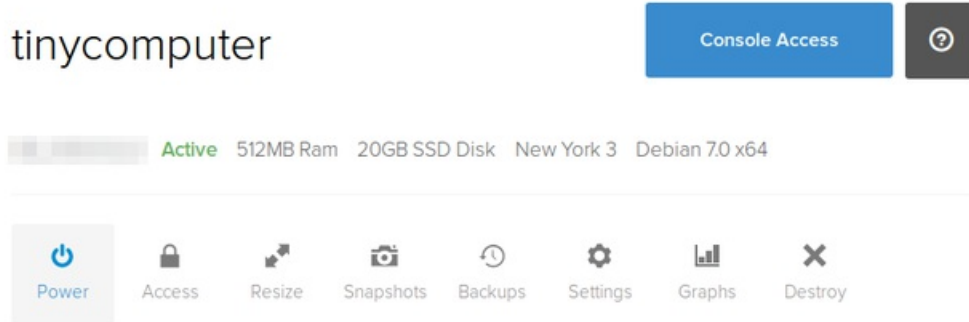 tinycomputer
Console Access
Active 512MB Ram 20GB SSD Disk New York 3 Debian 7.0 x64
Power Access Resize Snapshots Backups Settings Graphs Destroy